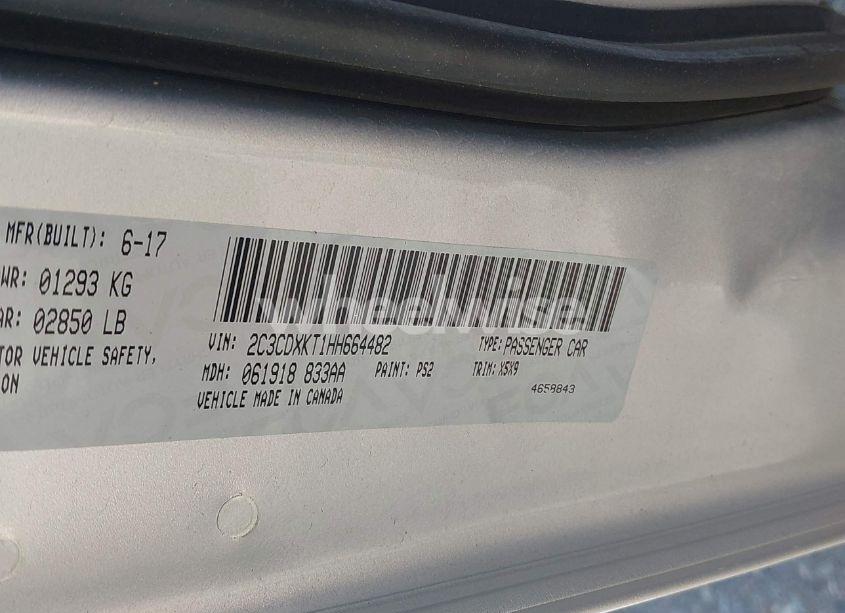 MFR(BUILT): 6-17
WR: 01293 KG
AR: 02850 LB
TOR VEHICLE SAFETY,
ON
wheelwise
VIN: 2C3CDXKT1HH664482
TYPE: PASSENGER CAR
MDH: 061918 833AA
PAINT: PS2
TRIM: X5X9
VEHICLE MADE IN CANADA
4658843